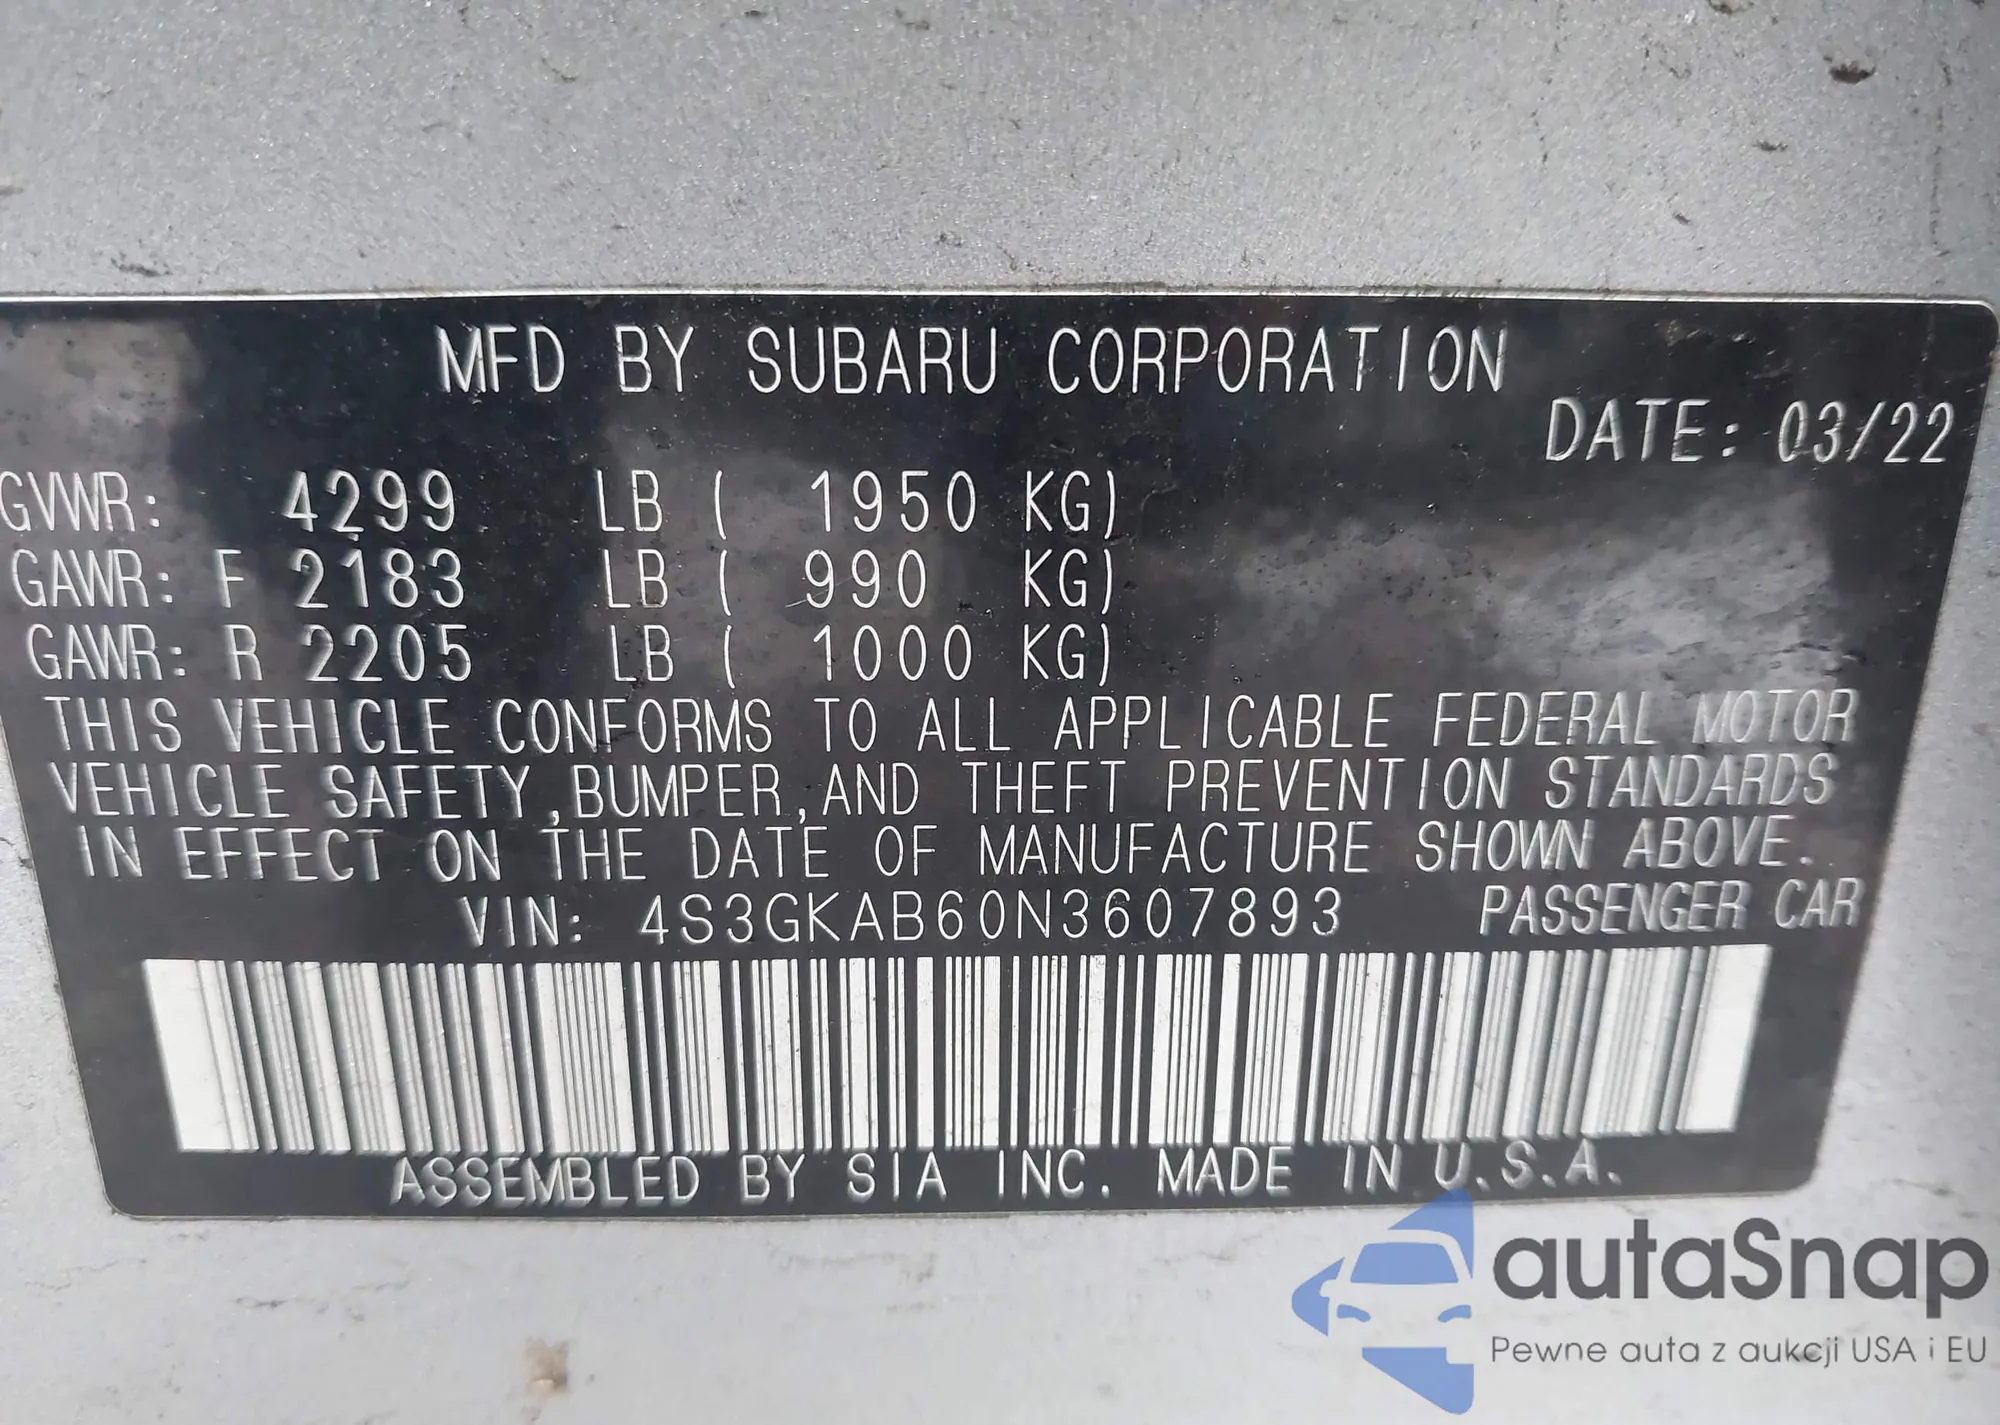 MFD BY SUBARU CORPORATION
DATE: 03/22
GVWR: 4299 LB ( 1950 KG)
GAWR: F 2183 LB ( 990 KG)
GAWR: R 2205 LB ( 1000 KG)
THIS VEHICLE CONFORMS TO ALL APPLICABLE FEDERAL MOTOR
VEHICLE SAFETY,BUMPER,AND THEFT PREVENTION STANDARDS
IN EFFECT ON THE DATE OF MANUFACTURE SHOWN ABOVE.
VIN: 4S3GKAB60N3607893 PASSENGER CAR
ASSEMBLED BY SIA INC. MADE IN U.S.A.
autaSnap
Pewne auta z aukcji USA i EU